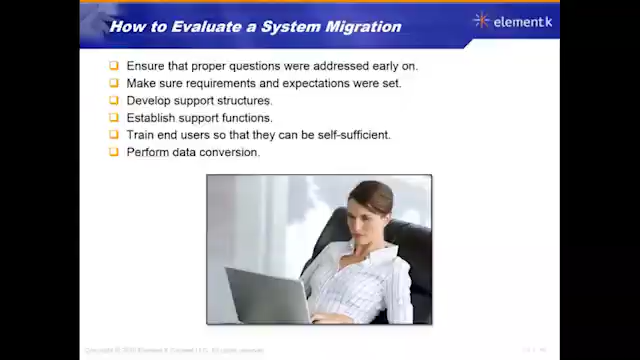 How to Evaluate a System Migration
element k
Ensure that proper questions were addressed early on.
Make sure requirements and expectations were set.
Develop support structures.
Establish support functions.
Train end users so that they can be self-sufficient.
Perform data conversion.